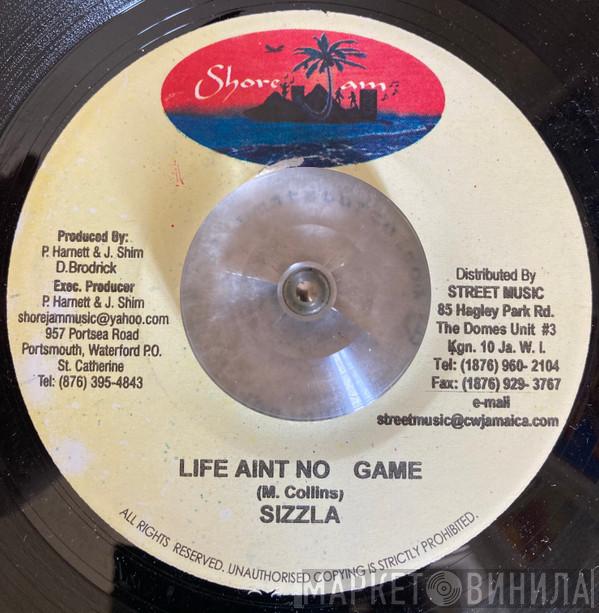 Shore Jam
Produced By:
P. Harnett & J. Shim
D.Brodrick
Exec. Producer
P. Harnett & J. Shim
shorejammusic@yahoo.com
957 Portsea Road
Portsmouth, Waterford P.O.
St. Catherine
Tel: (876) 395-4843
Distributed By
STREET MUSIC
85 Hagley Park Rd.
The Domes Unit #3
Kgn. 10 Ja. W. I.
Tel: (1876) 960- 2104
Fax: (1876) 929- 3767
e-mail
streetmusic@cwjamaica.com
LIFE AINT NO GAME
(M. Collins)
SIZZLA
ALL RIGHTS RESERVED. UNAUTHORISED COPYING IS STRICTLY PROHIBITED.
МАРКЕТ ВИНИЛА